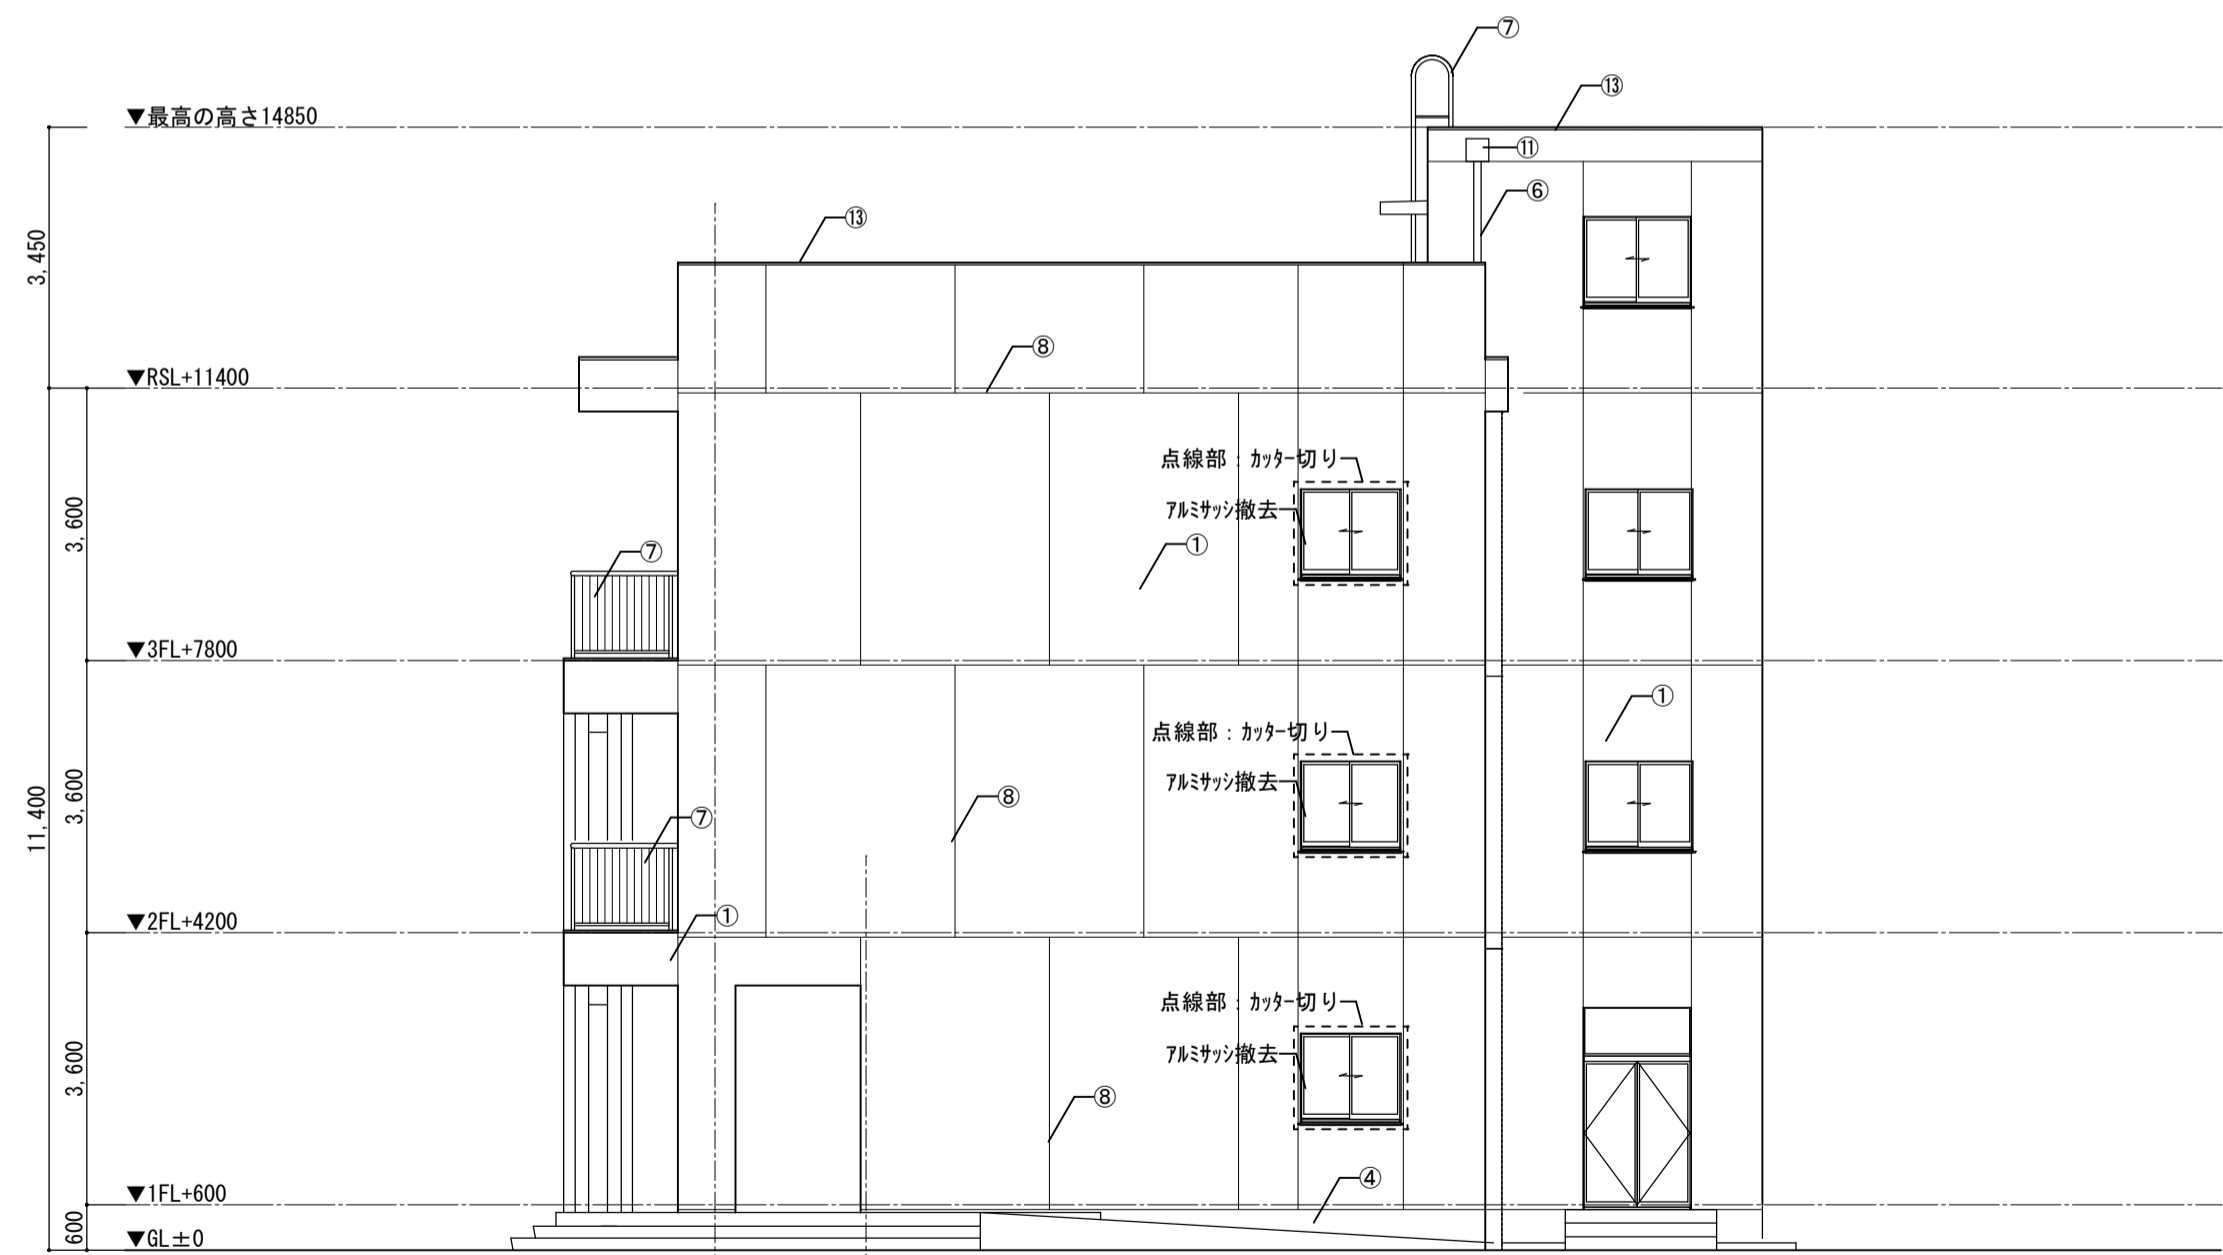 ⑦
⑬
▼最高の高さ14850
⑪
⑥
⑬
3,450
⑧
▼RSL+11400
点線部：ｶｯﾀｰ切り
ｱﾙﾐｻｯｼ撤去
3,600
①
⑦
▼3FL+7800
①
点線部：ｶｯﾀｰ切り
ｱﾙﾐｻｯｼ撤去
⑧
11,400
3,600
⑦
①
▼2FL+4200
点線部：ｶｯﾀｰ切り
ｱﾙﾐｻｯｼ撤去
3,600
⑧
④
▼1FL+600
600
▼GL±0